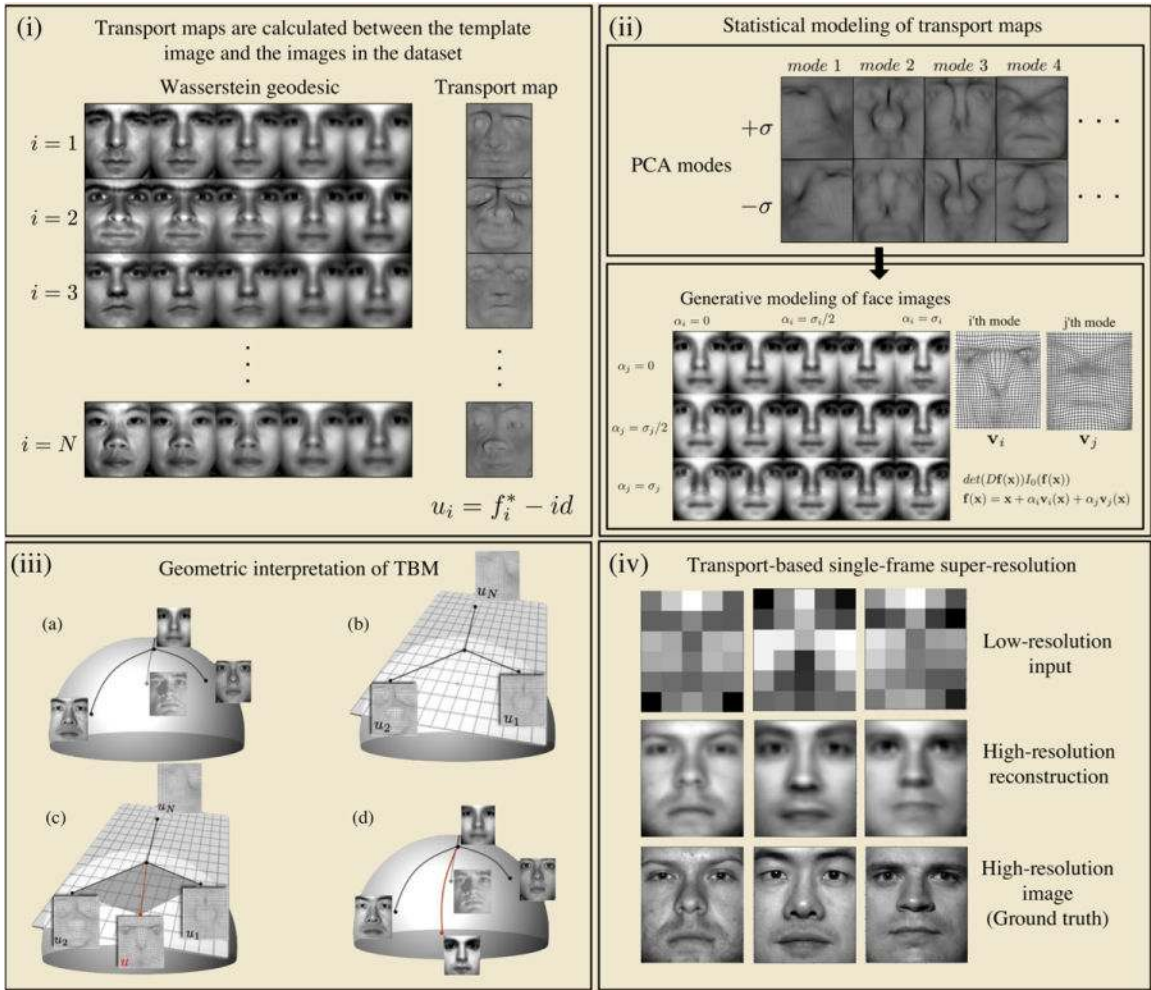 (i)
Transport maps are calculated between the template
image and the images in the dataset
Wasserstein geodesic
Transport map
i = 1
i = 2
i = 3
i = N
u_i = f_i^* − id
(ii)
Statistical modeling of transport maps
mode 1 mode 2 mode 3 mode 4
+σ
PCA modes
−σ
Generative modeling of face images
α_i = 0 α_i = σ_i/2 α_i = σ_i
i'th mode j'th mode
α_j = 0
α_j = σ_j/2
α_j = σ_j
v_i v_j
det(Df(x))I_0(f(x))
f(x) = x + α_i v_i(x) + α_j v_j(x)
(iii)
Geometric interpretation of TBM
(a)
(b)
u_N
u_2
u_1
(c)
u_N
u_2
u_1
u
(d)
(iv)
Transport-based single-frame super-resolution
Low-resolution
input
High-resolution
reconstruction
High-resolution
image
(Ground truth)